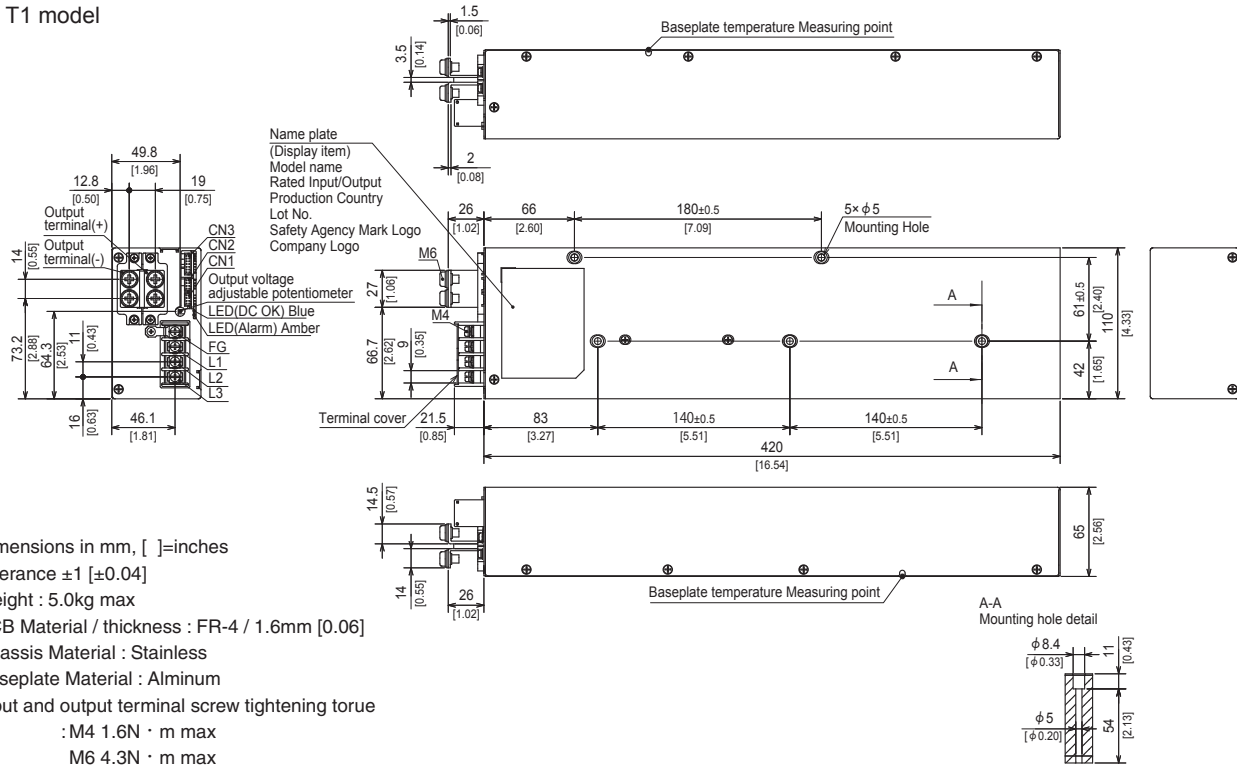 T1 model
1.5
[0.06]
3.5
[0.14]
Baseplate temperature Measuring point
2
[0.08]
Name plate
(Display item)
Model name
Rated Input/Output
Production Country
Lot No.
Safety Agency Mark Logo
Company Logo
49.8
[1.96]
12.8
[0.50]
19
[0.75]
Output
terminal(+)
Output
terminal(-)
CN3
CN2
CN1
Output voltage
adjustable potentiometer
LED(DC OK) Blue
LED(Alarm) Amber
FG
L1
L2
L3
14
[0.55]
73.2
[2.88]
64.3
[2.53]
11
[0.43]
16
[0.63]
46.1
[1.81]
26
[1.02]
66
[2.60]
180±0.5
[7.09]
5×φ5
Mounting Hole
M6
27
[1.06]
M4
66.7
[2.62]
9
[0.35]
A
A
61±0.5
[2.40]
110
[4.33]
42
[1.65]
Terminal cover
21.5
[0.85]
83
[3.27]
140±0.5
[5.51]
140±0.5
[5.51]
420
[16.54]
14.5
[0.57]
14
[0.55]
26
[1.02]
65
[2.56]
Baseplate temperature Measuring point
A-A
Mounting hole detail
φ8.4
[φ0.33]
11
[0.43]
φ5
[φ0.20]
54
[2.13]
mensions in mm, [ ]=inches
erance ±1 [±0.04]
eight : 5.0kg max
CB Material / thickness : FR-4 / 1.6mm [0.06]
assis Material : Stainless
seplate Material : Alminum
out and output terminal screw tightening torue
: M4 1.6N・m max
M6 4.3N・m max